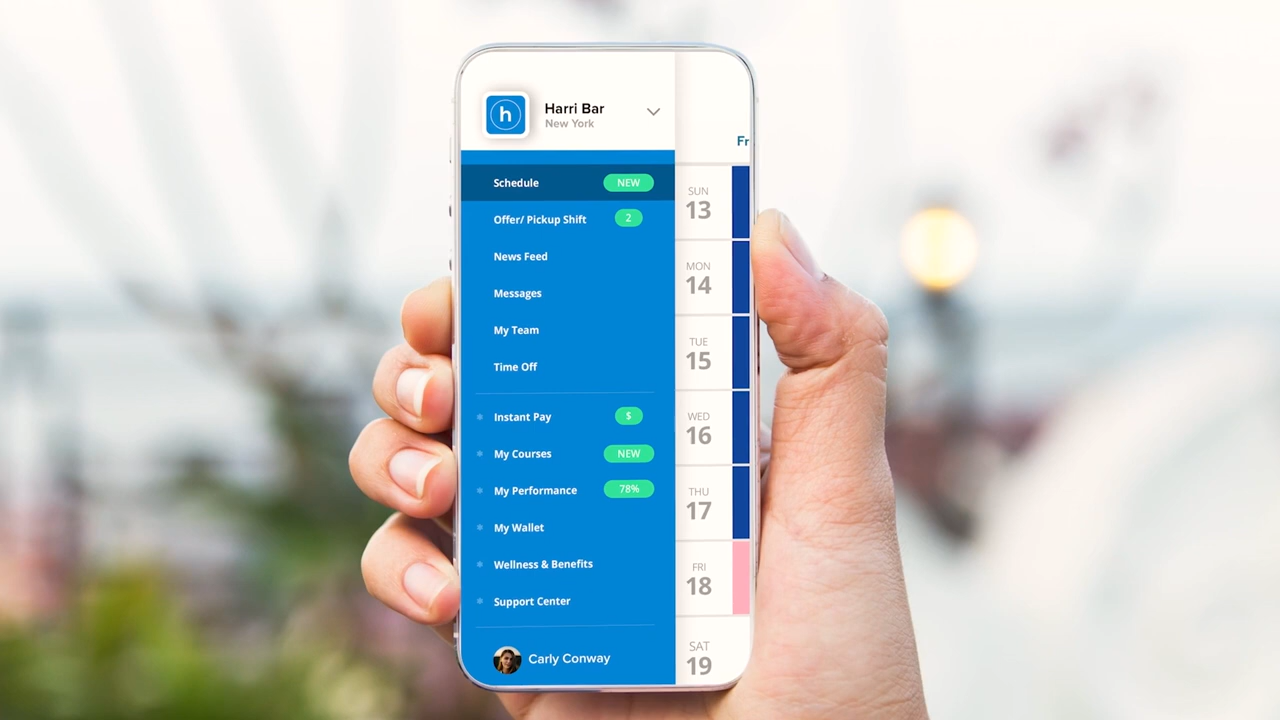 h
Harri Bar
New York
Schedule
NEW
Offer/ Pickup Shift
2
News Feed
Messages
My Team
Time Off
Instant Pay
$
My Courses
NEW
My Performance
78%
My Wallet
Wellness & Benefits
Support Center
Carly Conway
Fr
SUN
13
MON
14
TUE
15
WED
16
THU
17
FRI
18
SAT
19